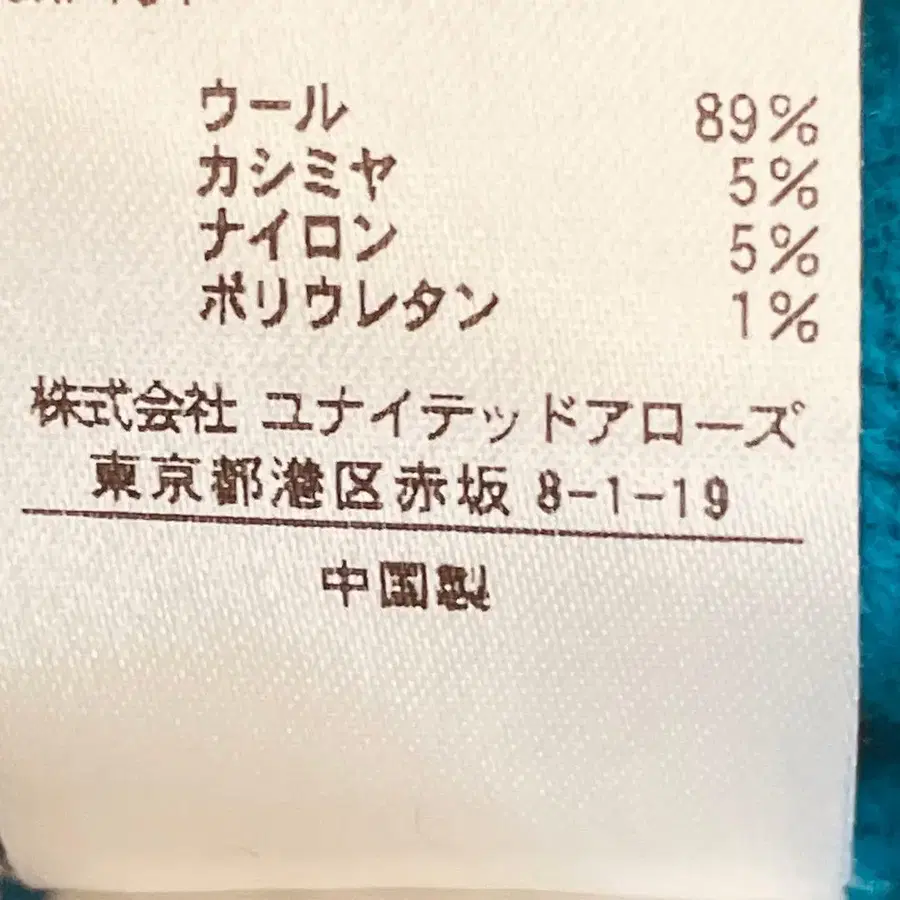 ウール 89%
カシミヤ 5%
ナイロン 5%
ポリウレタン 1%
株式会社 ユナイテッドアローズ
東京都港区赤坂 8-1-19
中国製